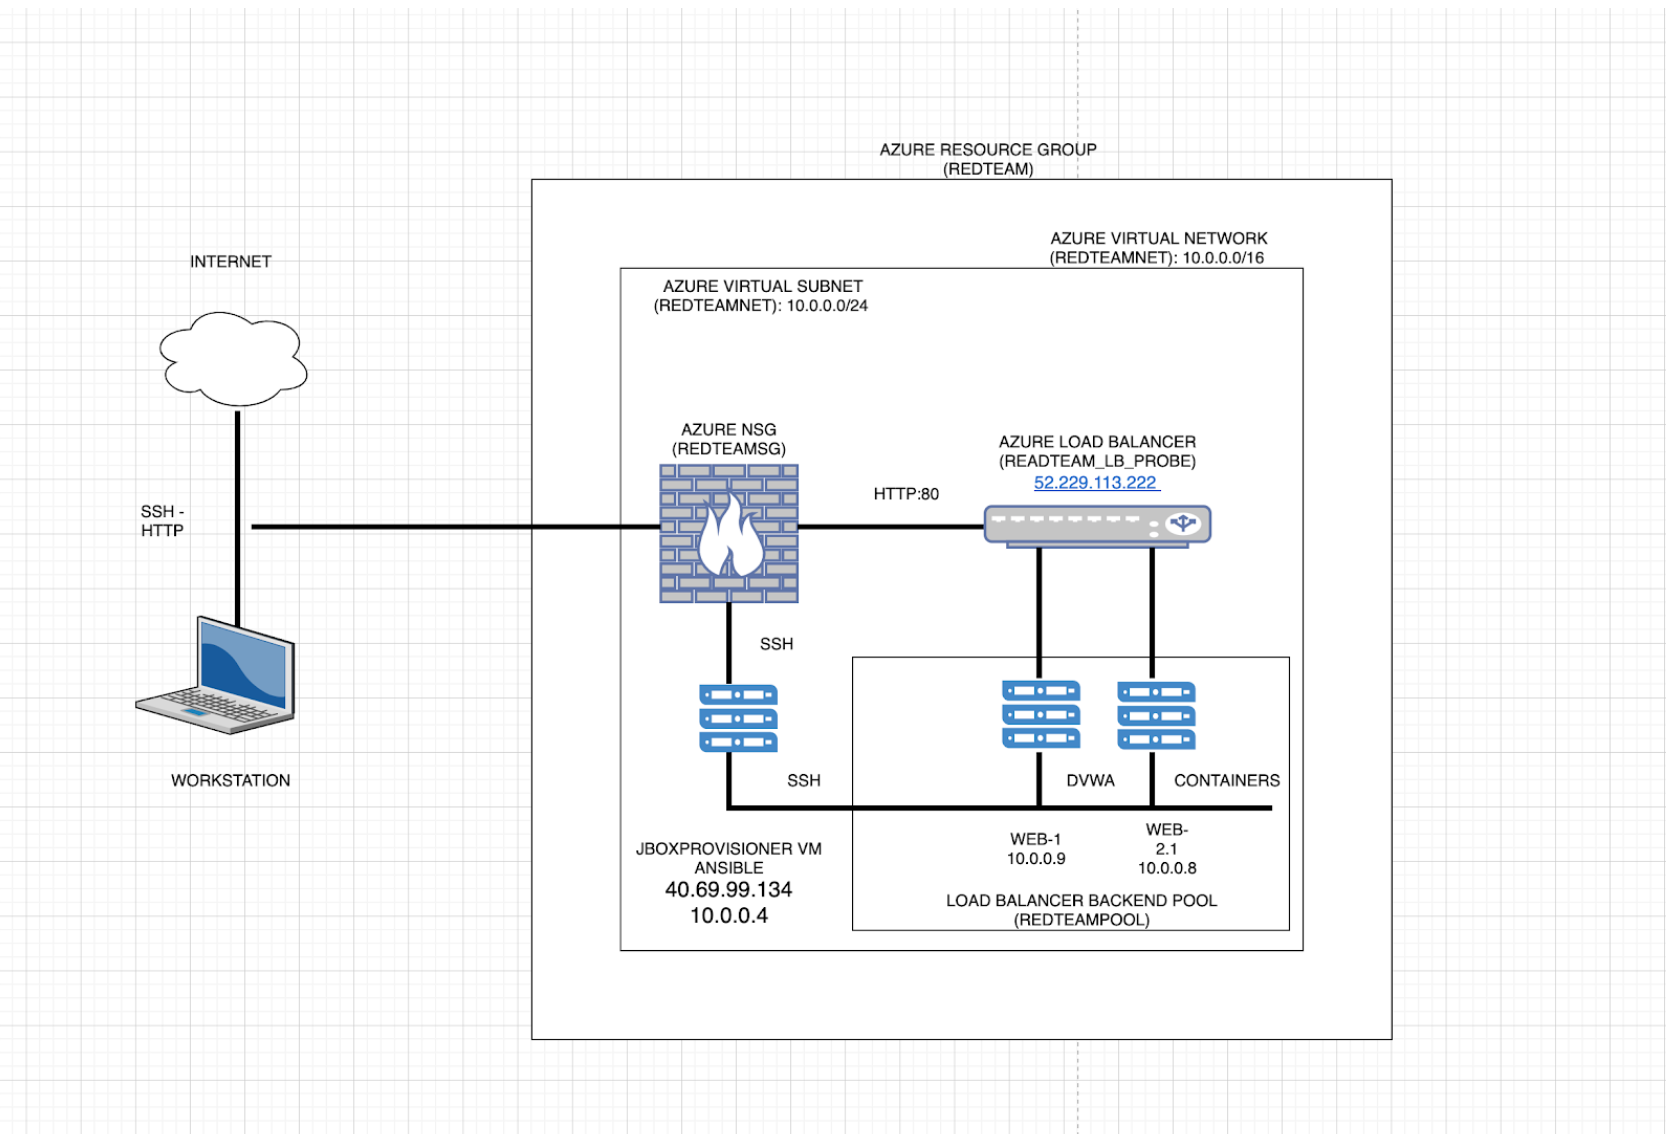 AZURE RESOURCE GROUP
(REDTEAM)
AZURE VIRTUAL NETWORK
(REDTEAMNET): 10.0.0.0/16
INTERNET
AZURE VIRTUAL SUBNET
(REDTEAMNET): 10.0.0.0/24
AZURE NSG
(REDTEAMSG)
AZURE LOAD BALANCER
(READTEAM_LB_PROBE)
52.229.113.222
HTTP:80
SSH -
HTTP
SSH
WORKSTATION
SSH
DVWA
CONTAINERS
JBOXPROVISIONER VM
ANSIBLE
40.69.99.134
10.0.0.4
WEB-1
10.0.0.9
WEB-
2.1
10.0.0.8
LOAD BALANCER BACKEND POOL
(REDTEAMPOOL)